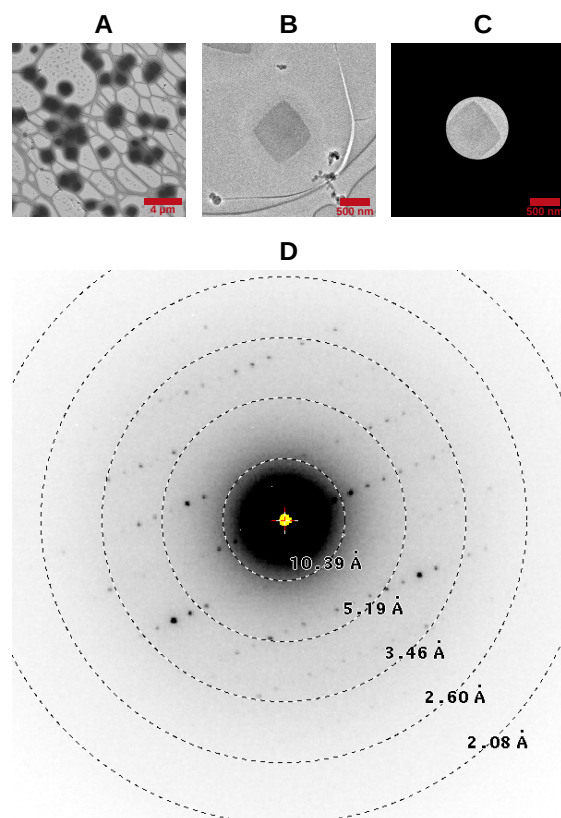 A B C
4 µm
500 nm
500 nm
D
10.39 Å
5.19 Å
3.46 Å
2.60 Å
2.08 Å